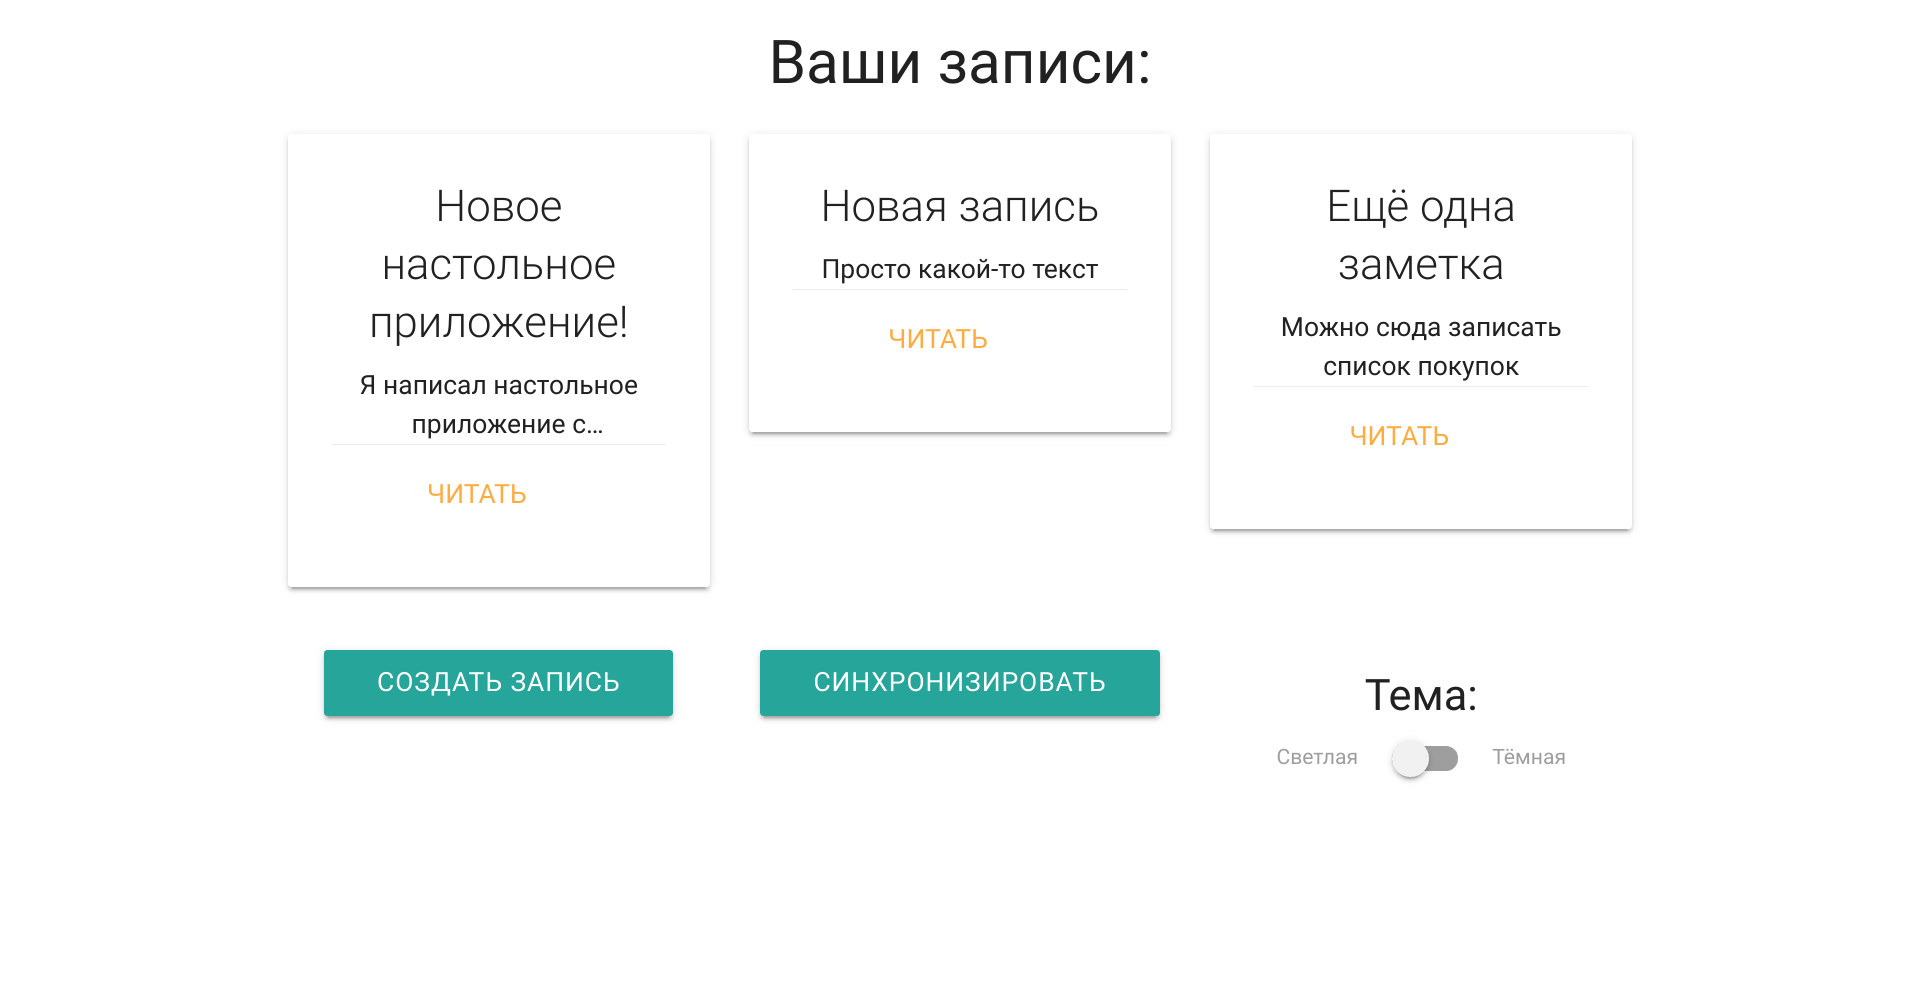 Ваши записи:
Новое
настольное
приложение!
Я написал настольное
приложение с...
ЧИТАТЬ
Новая запись
Просто какой-то текст
ЧИТАТЬ
Ещё одна
заметка
Можно сюда записать
список покупок
ЧИТАТЬ
СОЗДАТЬ ЗАПИСЬ
СИНХРОНИЗИРОВАТЬ
Тема:
Светлая Тёмная